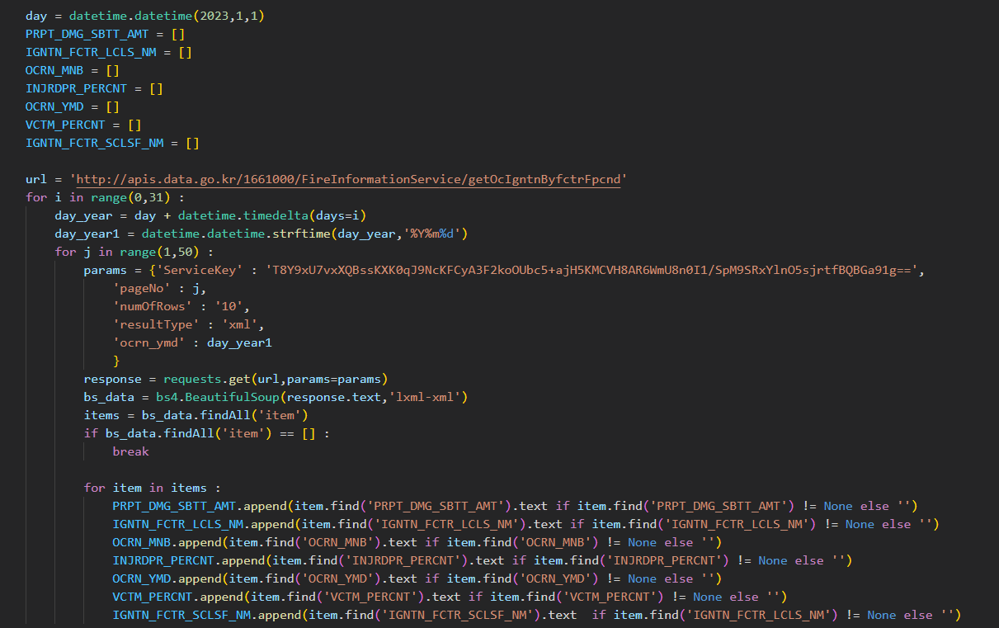 day = datetime.datetime(2023,1,1)
PRPT_DMG_SBTT_AMT = []
IGNTN_FCTR_LCLS_NM = []
OCRN_MNB = []
INJRDPR_PERCNT = []
OCRN_YMD = []
VCTM_PERCNT = []
IGNTN_FCTR_SCLSF_NM = []
url = 'http://apis.data.go.kr/1661000/FireInformationService/getOcIgntnByfctrFpcnd'
for i in range(0,31) :
day_year = day + datetime.timedelta(days=i)
day_year1 = datetime.datetime.strftime(day_year,'%Y%m%d')
for j in range(1,50) :
params = {'ServiceKey' : 'T8Y9xU7vxXQBssKXK0qJ9NcKFCyA3F2koOUbc5+ajH5KMCVH8AR6WmU8n0I1/SpM9SRxYlnO5sjrtfBQBGa91g==',
'pageNo' : j,
'numOfRows' : '10',
'resultType' : 'xml',
'ocrn_ymd' : day_year1
}
response = requests.get(url,params=params)
bs_data = bs4.BeautifulSoup(response.text,'lxml-xml')
items = bs_data.findAll('item')
if bs_data.findAll('item') == [] :
break
for item in items :
PRPT_DMG_SBTT_AMT.append(item.find('PRPT_DMG_SBTT_AMT').text if item.find('PRPT_DMG_SBTT_AMT') != None else '')
IGNTN_FCTR_LCLS_NM.append(item.find('IGNTN_FCTR_LCLS_NM').text if item.find('IGNTN_FCTR_LCLS_NM') != None else '')
OCRN_MNB.append(item.find('OCRN_MNB').text if item.find('OCRN_MNB') != None else '')
INJRDPR_PERCNT.append(item.find('INJRDPR_PERCNT').text if item.find('INJRDPR_PERCNT') != None else '')
OCRN_YMD.append(item.find('OCRN_YMD').text if item.find('OCRN_YMD') != None else '')
VCTM_PERCNT.append(item.find('VCTM_PERCNT').text if item.find('VCTM_PERCNT') != None else '')
IGNTN_FCTR_SCLSF_NM.append(item.find('IGNTN_FCTR_SCLSF_NM').text  if item.find('IGNTN_FCTR_LCLS_NM') != None else '')